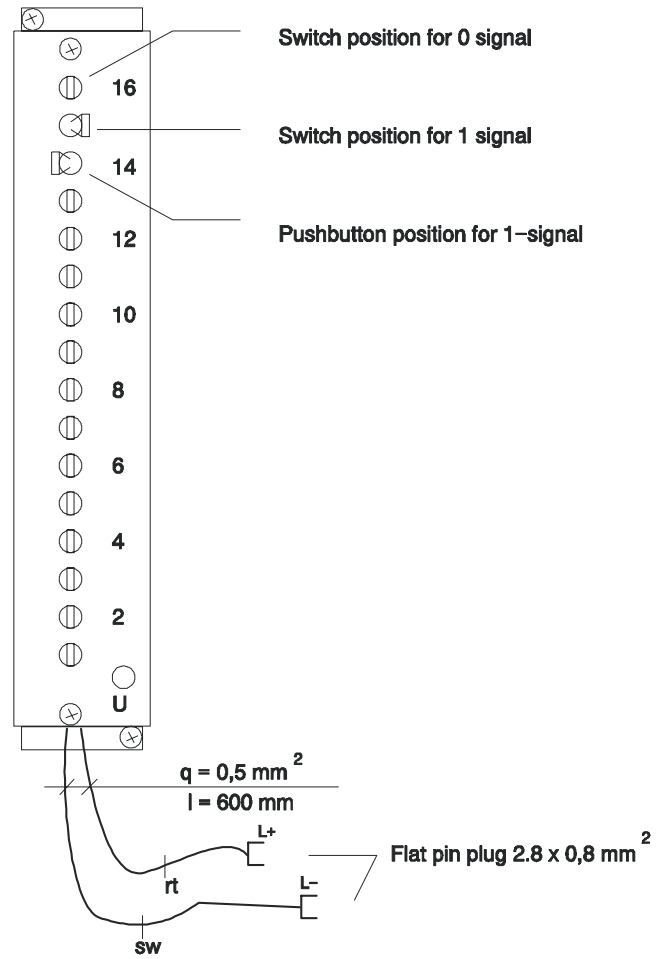 Switch position for 0 signal
16
Switch position for 1 signal
14
Pushbutton position for 1-signal
12
10
8
6
4
2
U
q = 0,5 mm 2
l = 600 mm
L+
Flat pin plug 2.8 x 0,8 mm 2
rt
L-
sw